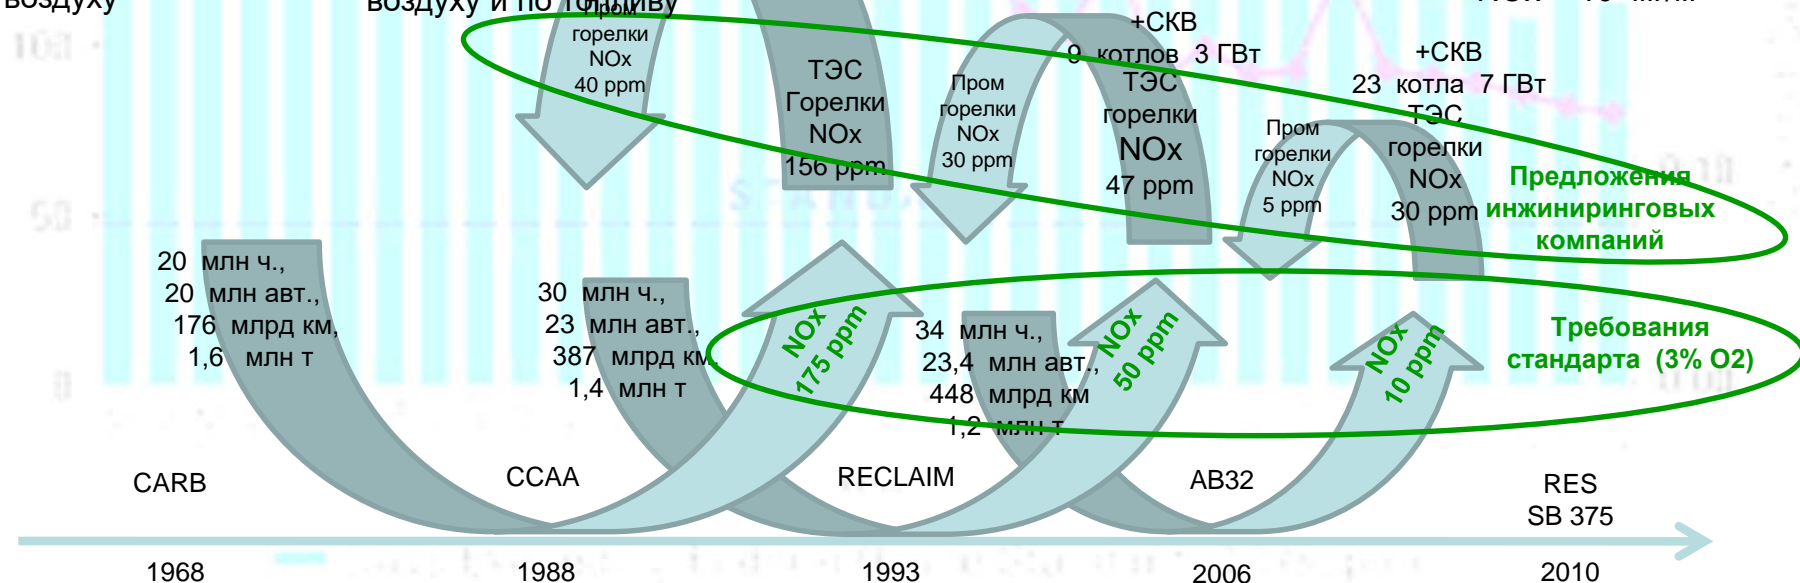 воздуху
воздуху и по топливу
100
50
0
Пром
горелки
NOx
40 ppm
ТЭС
Горелки
NOx
156 ppm
Пром
горелки
NOx
30 ppm
+СКВ
9 котлов 3 ГВт
ТЭС
горелки
NOx
47 ppm
Пром
горелки
NOx
5 ppm
+СКВ
23 котла 7 ГВт
ТЭС
горелки
NOx
30 ppm
Предложения
инжиниринговых
компаний
20 млн ч.,
20 млн авт.,
176 млрд км,
1,6 млн т
30 млн ч.,
23 млн авт.,
387 млрд км,
1,4 млн т
NOx
175 ppm
34 млн ч.,
23,4 млн авт.,
448 млрд км
1,2 млн т
NOx
50 ppm
NOx
10 ppm
Требования
стандарта (3% О2)
CARB
CCAA
RECLAIM
AB32
RES
SB 375
1968
1988
1993
2006
2010